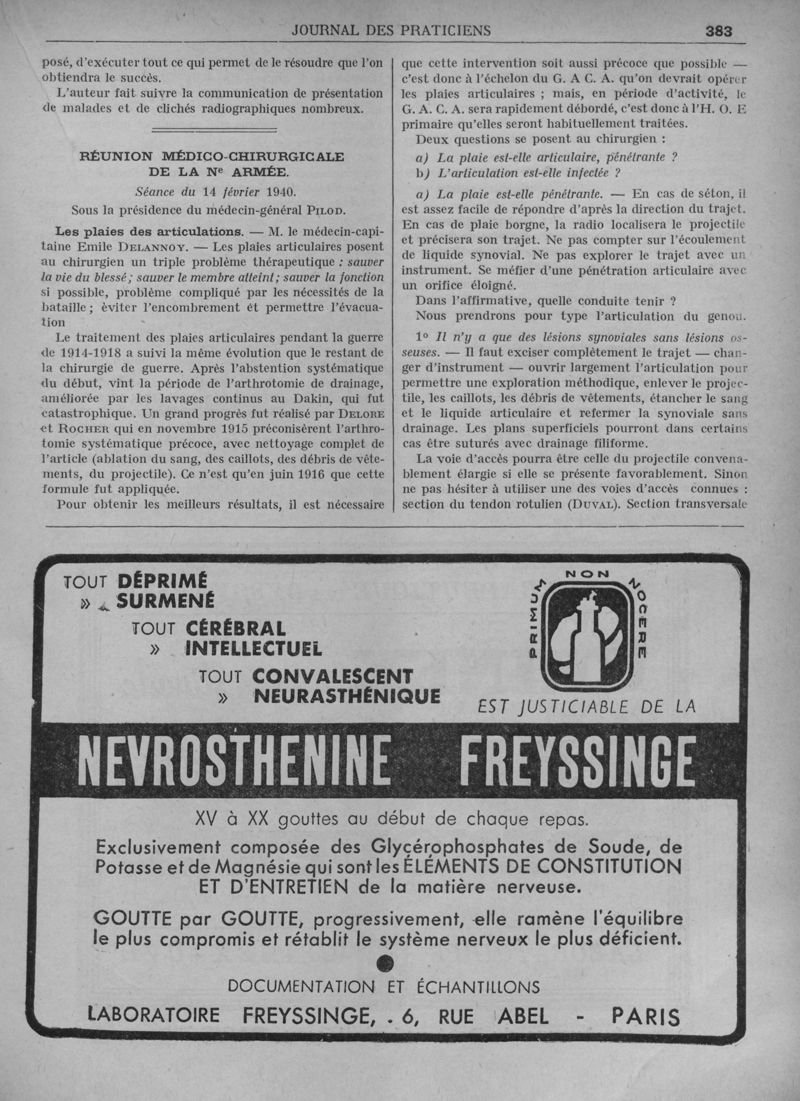 JOURNAL DES PRATICIENS 383
posé, d'exécuter tout ce qui permet de le résoudre que l'on
obtiendra le succès.
L'auteur fait suivre la communication de présentation
de malades et de clichés radiographiques nombreux.
RÉUNION MÉDICO-CHIRURGICALE
DE LA Ne ARMÉE.
Séance du 14 février 1940.
Sous la présidence du médecin-général PILOD.
Les plaies des articulations. — M. le médecin-capi-
taine Emile DELANNOY. — Les plaies articulaires posent
au chirurgien un triple problème thérapeutique : sauver
la vie du blessé ; sauver le membre atteint ; sauver la fonction
si possible, problème compliqué par les nécessités de la
bataille ; èviter l'encombrement ét permettre l'évacua-
tion
Le traitement des plaies articulaires pendant la guerre
de 1914-1918 a suivi la même évolution que le restant de
la chirurgie de guerre. Après l'abstention systématique
du début, vint la période de l'arthrotomie de drainage,
améliorée par les lavages continus au Dakin, qui fut
catastrophique. Un grand progrès fut réalisé par DELORE
et ROCHER qui en novembre 1915 préconisèrent l'arthro-
tomie systématique précoce, avec nettoyage complet de
l'article (ablation du sang, des caillots, des débris de vête-
ments, du projectile). Ce n'est qu'en juin 1916 que cette
formule fut appliquée.
Pour obtenir les meilleurs résultats, il est nécessaire
que cette intervention soit aussi précoce que possible —
c'est donc à l'échelon du G. A C. A. qu'on devrait opérer
les plaies articulaires ; mais, en période d'activité, le
G. A. C. A. sera rapidement débordé, c'est donc à l'H. O. E
primaire qu'elles seront habituellement traitées.
Deux questions se posent au chirurgien :
a) La plaie est-elle articulaire, pénétrante ?
b) L'articulation est-elle infectée ?
a) La plaie est-elle pénétrante. — En cas de séton, il
est assez facile de répondre d'après la direction du trajet.
En cas de plaie borgne, la radio localisera le projectile
et précisera son trajet. Ne pas compter sur l'écoulement
de liquide synovial. Ne pas explorer le trajet avec un
instrument. Se méfier d'une pénétration articulaire avec
un orifice éloigné.
Dans l'affirmative, quelle conduite tenir ?
Nous prendrons pour type l'articulation du genou.
1o Il n'y a que des lésions synoviales sans lésions os-
seuses. — Il faut exciser complètement le trajet — chan-
ger d'instrument — ouvrir largement l'articulation pour
permettre une exploration méthodique, enlever le projec-
tile, les caillots, les débris de vêtements, étancher le sang
et le liquide articulaire et refermer la synoviale sans
drainage. Les plans superficiels pourront dans certains
cas être suturés avec drainage filiforme.
La voie d'accès pourra être celle du projectile convena-
blement élargie si elle se présente favorablement. Sinon
ne pas hésiter à utiliser une des voies d'accès connues :
section du tendon rotulien (DUVAL). Section transversale
TOUT DÉPRIMÉ
» SURMENÉ
TOUT CÉRÉBRAL
» INTELLECTUEL
TOUT CONVALESCENT
» NEURASTHÉNIQUE
PRIMUM NON NOCERE
EST JUSTICIABLE DE LA
NEVROSTHENINE FREYSSINGE
XV à XX gouttes au début de chaque repas.
Exclusivement composée des Glycérophosphates de Soude, de
Potasse et de Magnésie qui sont les ÉLÉMENTS DE CONSTITUTION
ET D'ENTRETIEN de la matière nerveuse.
GOUTTE par GOUTTE, progressivement, elle ramène l'équilibre
le plus compromis et rétablit le système nerveux le plus déficient.
DOCUMENTATION ET ÉCHANTILLONS
LABORATOIRE FREYSSINGE, . 6, RUE ABEL - PARIS